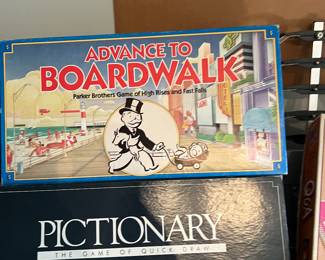 ADVANCE TO
BOARDWALK
Parker Brothers Game of High Rises and Fast Falls
PICTIONARY
THE GAME OF QUICK DRAW